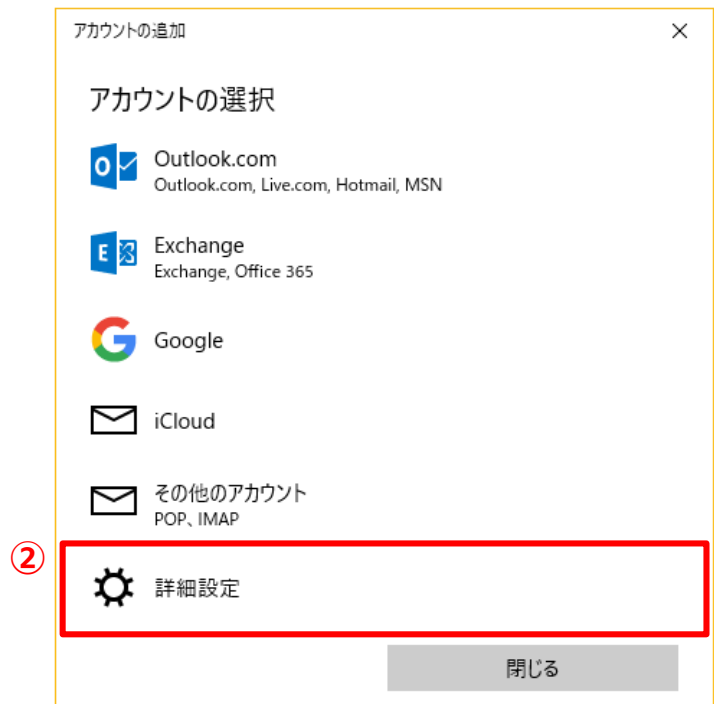 アカウントの追加
アカウントの選択
Outlook.com
Outlook.com, Live.com, Hotmail, MSN
Exchange
Exchange, Office 365
Google
iCloud
その他のアカウント
POP、IMAP
② 詳細設定
閉じる